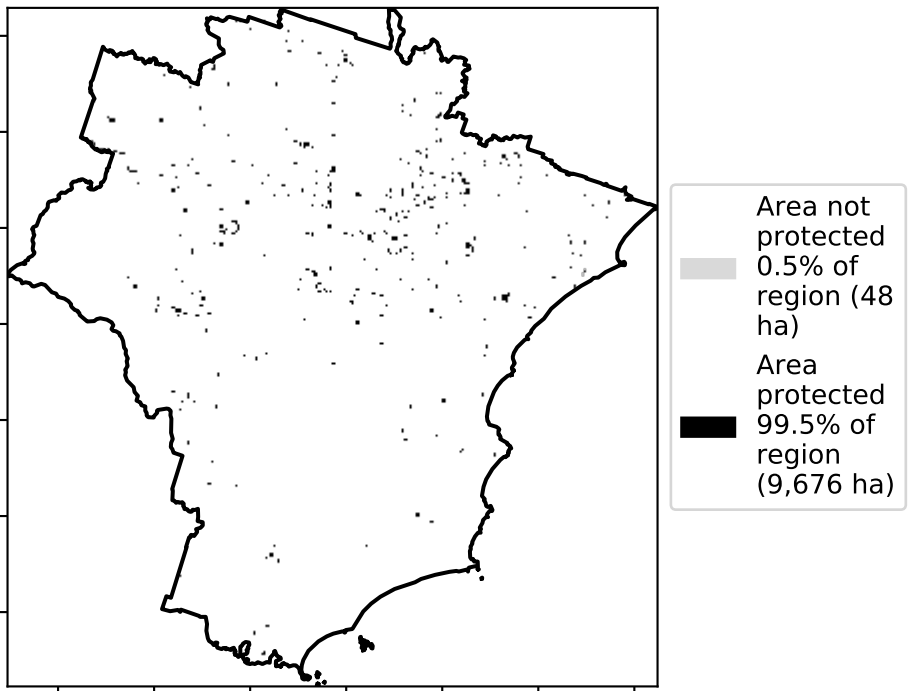 Area not
protected
0.5% of
region (48
ha)
Area
protected
99.5% of
region
(9,676 ha)